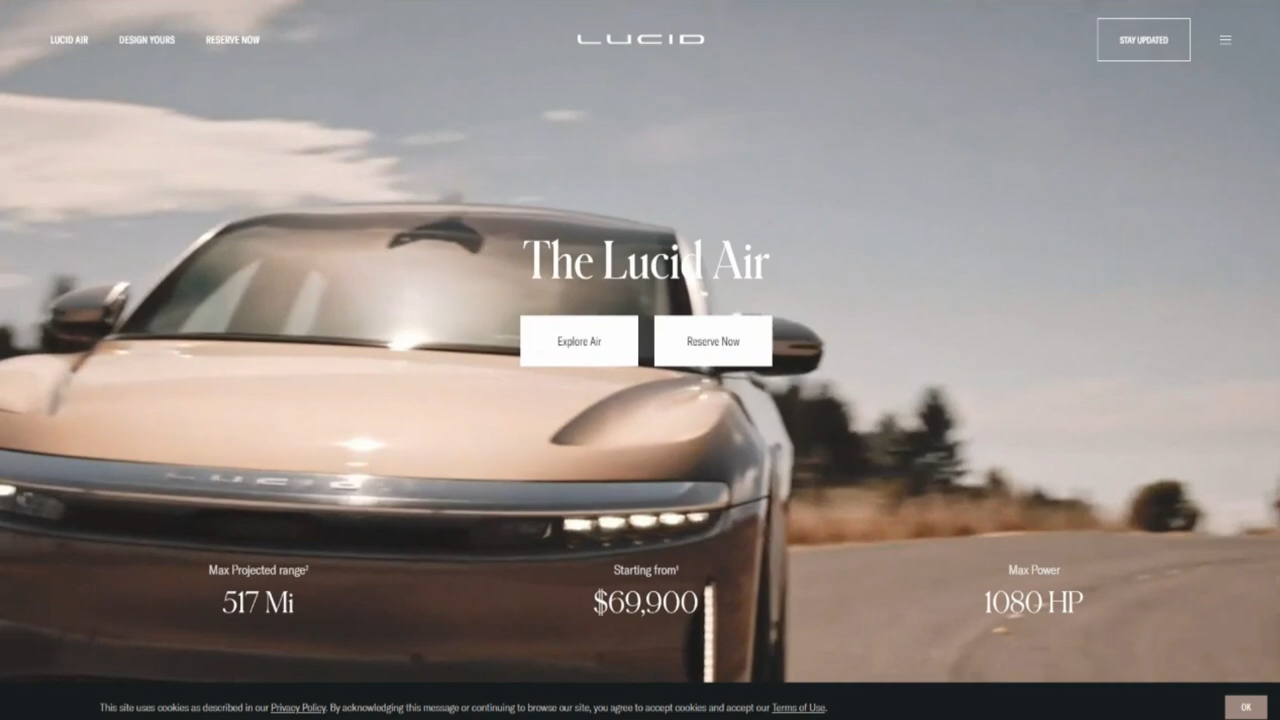 LUCID AIR DESIGN YOURS RESERVE NOW LUCID STAY UPDATED
The Lucid Air
Explore Air Reserve Now
LUCID
Max Projected range² Starting from¹ Max Power
517 Mi $69,900 1080 HP
This site uses cookies as described in our Privacy Policy. By acknowledging this message or continuing to browse our site, you agree to accept cookies and accept our Terms of Use. OK